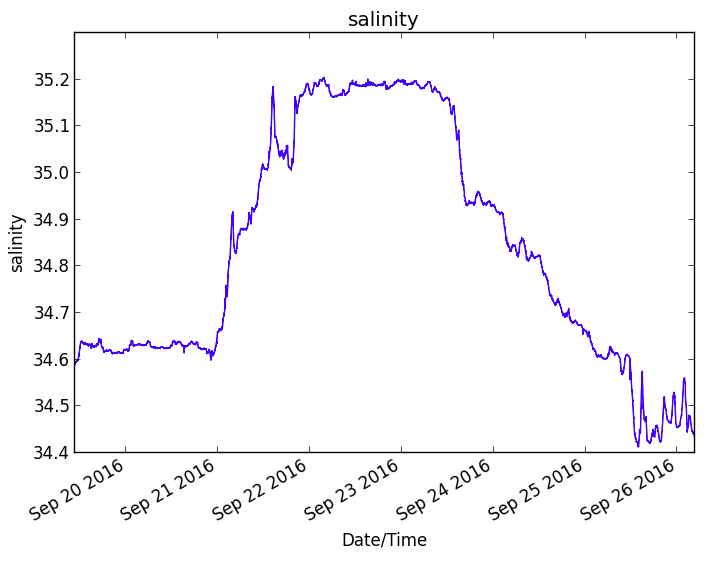 salinity
35.2
35.1
35.0
34.9
34.8
34.7
34.6
34.5
34.4
salinity
Sep 20 2016
Sep 21 2016
Sep 22 2016
Sep 23 2016
Sep 24 2016
Sep 25 2016
Sep 26 2016
Date/Time